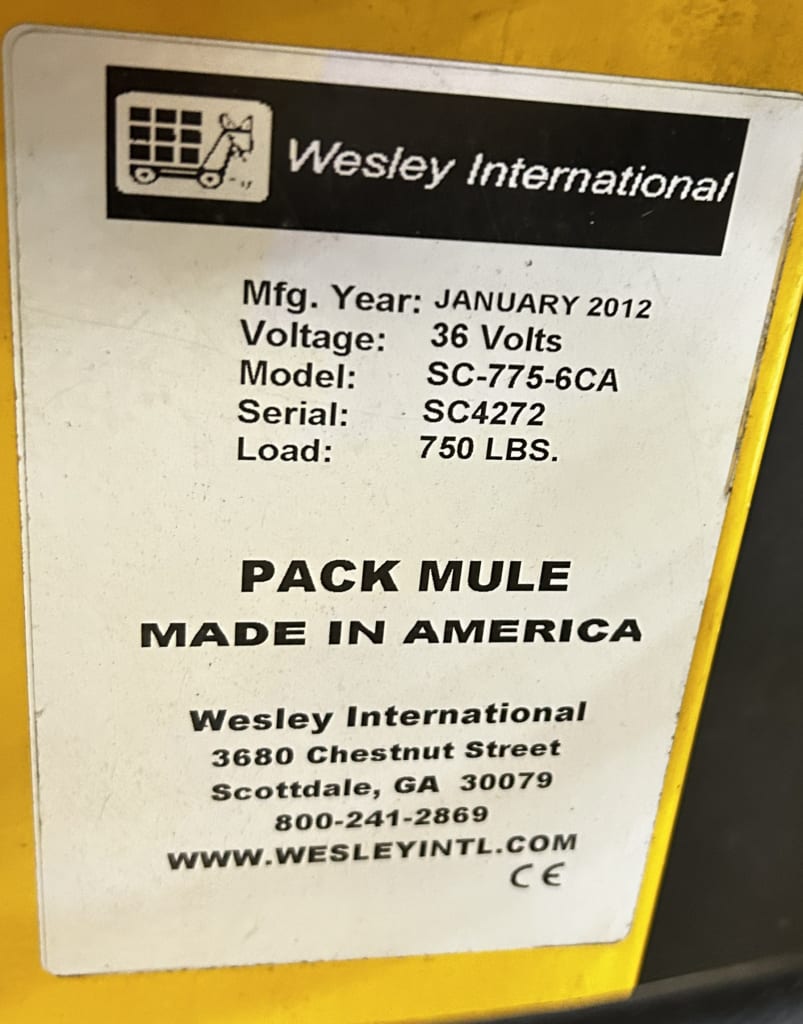 Wesley International
Mfg. Year: JANUARY 2012
Voltage: 36 Volts
Model: SC-775-6CA
Serial: SC4272
Load: 750 LBS.
PACK MULE
MADE IN AMERICA
Wesley International
3680 Chestnut Street
Scottdale, GA 30079
800-241-2869
WWW.WESLEYINTL.COM
CE